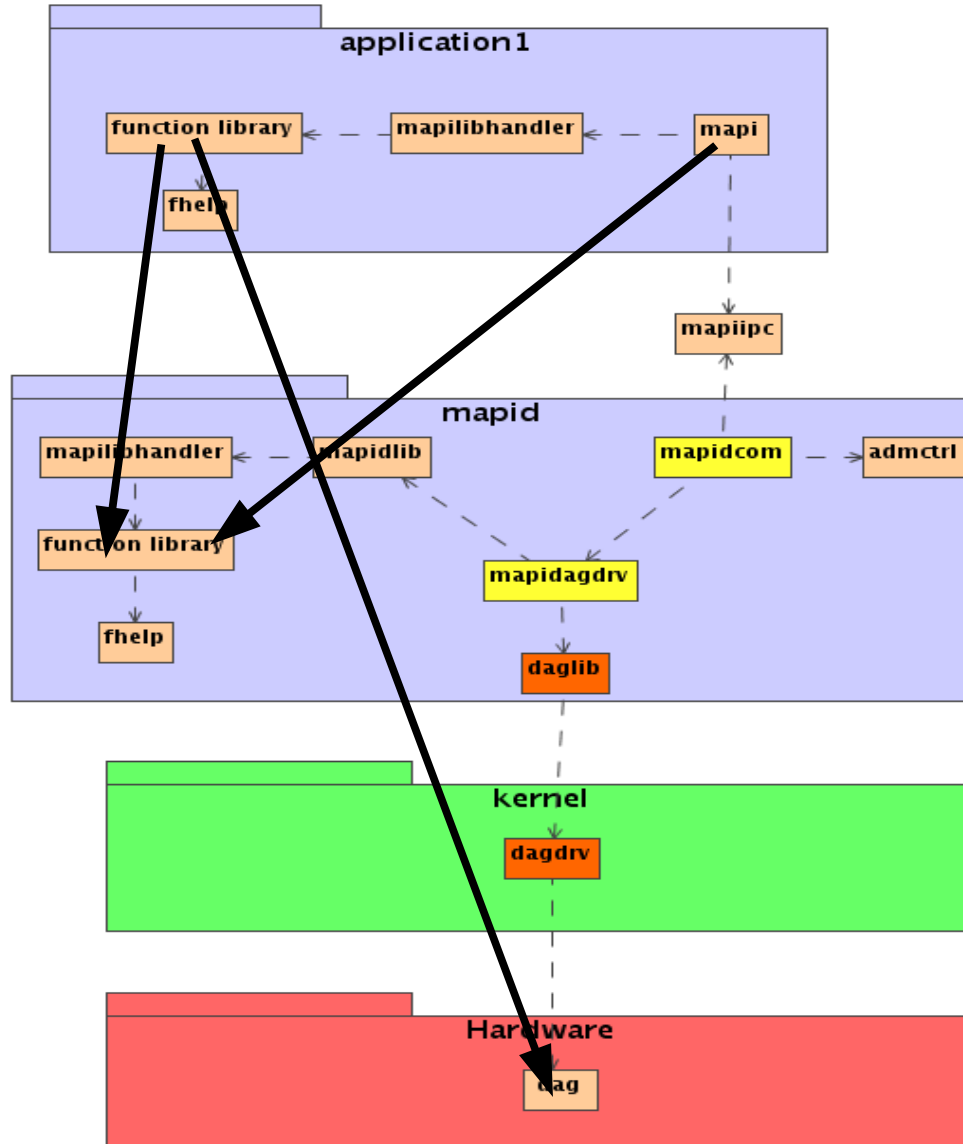 application1
function library
mapilibhandler
mapi
fhelp
mapiipc
mapid
mapilibhandler
mapidlib
mapidcom
admctrl
function library
mapidagdrv
fhelp
daglib
kernel
dagdrv
Hardware
dag